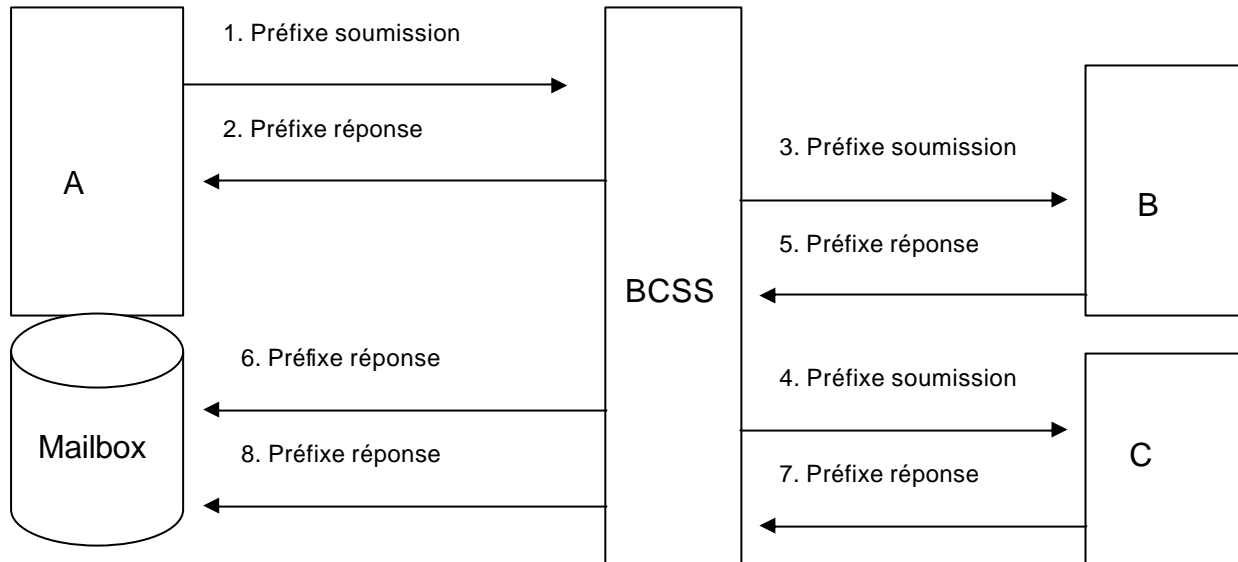 1. Préfixe soumission
2. Préfixe réponse
3. Préfixe soumission
A
B
5. Préfixe réponse
BCSS
6. Préfixe réponse
4. Préfixe soumission
Mailbox
8. Préfixe réponse
C
7. Préfixe réponse